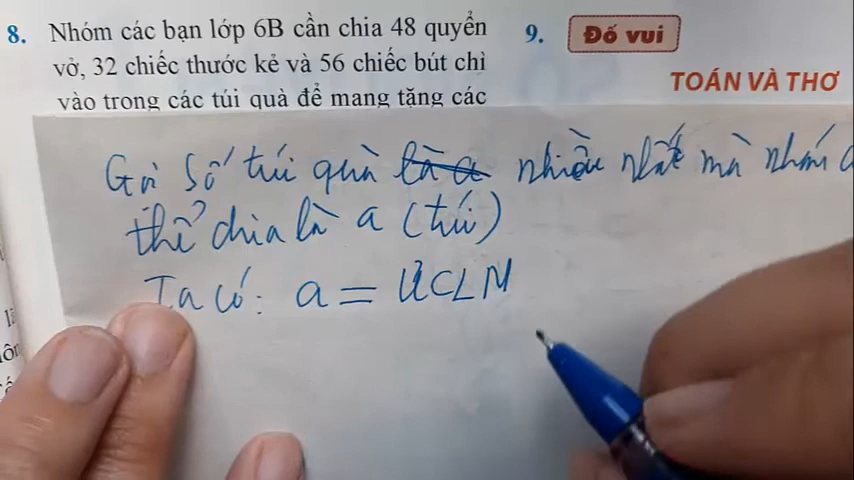 8. Nhóm các bạn lớp 6B cần chia 48 quyển
vở, 32 chiếc thước kẻ và 56 chiếc bút chì
vào trong các túi quà để mang tặng các
9. Đố vui
TOÁN VÀ THƠ
Gọi số túi quà là a nhiều nhất mà nhóm
thể chia là a (túi)
Ta có: a = ƯCLN